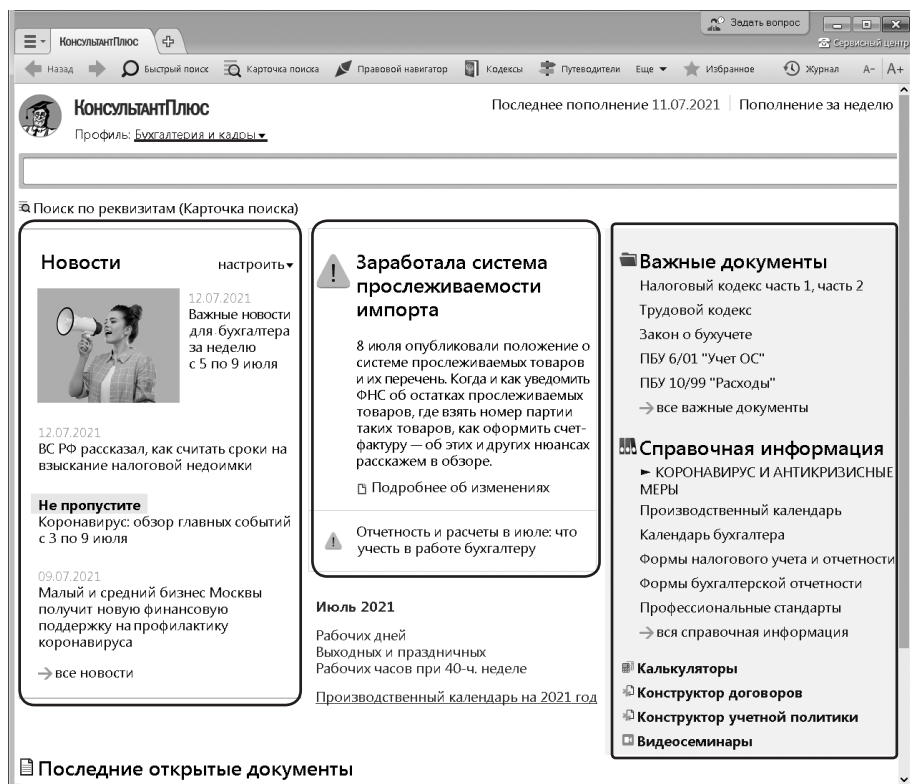 Задать вопрос
КонсультантПлюс
Сервисный центр
Назад
Быстрый поиск
Карточка поиска
Правовой навигатор
Кодексы
Путеводители
Еще
Избранное
Журнал
A-
A+
КонсультантПлюс
Последнее пополнение 11.07.2021
Пополнение за неделю
Профиль: Бухгалтерия и кадры
Поиск по реквизитам (Карточка поиска)
Новости
настроить
12.07.2021
Важные новости
для бухгалтера
за неделю
с 5 по 9 июля
12.07.2021
ВС РФ рассказал, как считать сроки на
взыскание налоговой недоимки
Не пропустите
Коронавирус: обзор главных событий
с 3 по 9 июля
09.07.2021
Малый и средний бизнес Москвы
получит новую финансовую
поддержку на профилактику
коронавируса
все новости
Заработала система
прослеживаемости
импорта
8 июля опубликовали положение о
системе прослеживаемых товаров
и их перечень. Когда и как уведомить
ФНС об остатках прослеживаемых
товаров, где взять номер партии
таких товаров, как оформить счет-
фактуру — об этих и других нюансах
расскажем в обзоре.
Подробнее об изменениях
Отчетность и расчеты в июле: что
учесть в работе бухгалтеру
Июль 2021
Рабочих дней
Выходных и праздничных
Рабочих часов при 40-ч. неделе
Производственный календарь на 2021 год
Важные документы
Налоговый кодекс часть 1, часть 2
Трудовой кодекс
Закон о бухучете
ПБУ 6/01 "Учет ОС"
ПБУ 10/99 "Расходы"
все важные документы
Справочная информация
► КОРОНАВИРУС И АНТИКРИЗИСНЫЕ
МЕРЫ
Производственный календарь
Календарь бухгалтера
Формы налогового учета и отчетности
Формы бухгалтерской отчетности
Профессиональные стандарты
вся справочная информация
Калькуляторы
Конструктор договоров
Конструктор учетной политики
Видеосеминары
Последние открытые документы